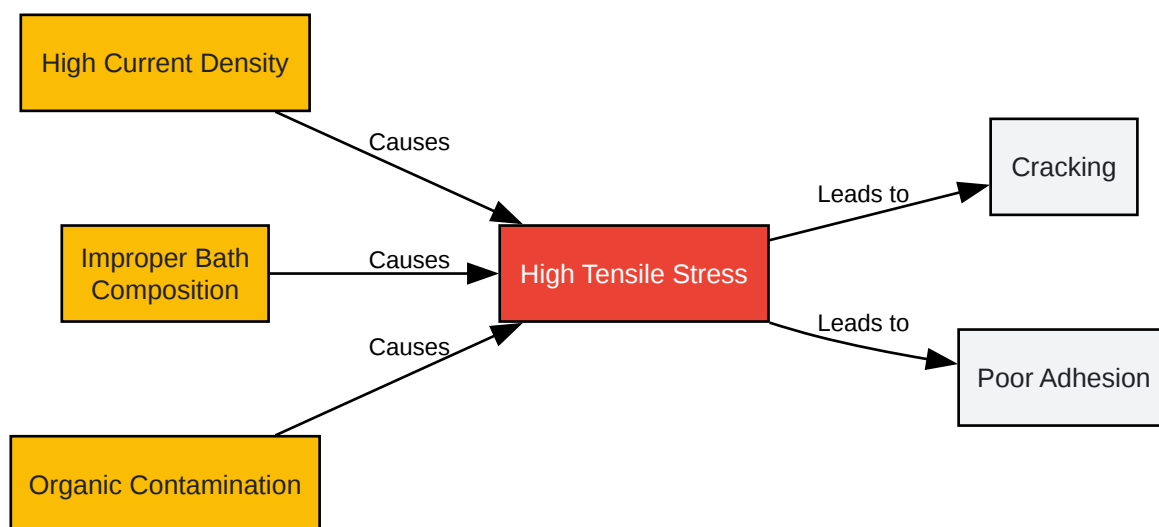 High Current Density
Causes
Improper Bath
Composition
Causes
Organic Contamination
Causes
High Tensile Stress
Leads to
Cracking
Leads to
Poor Adhesion